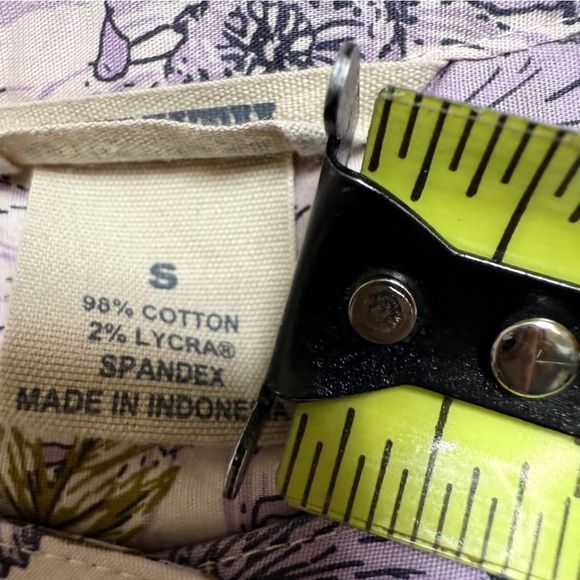 S
98% COTTON
2% LYCRA®
SPANDEX
MADE IN INDONESIA